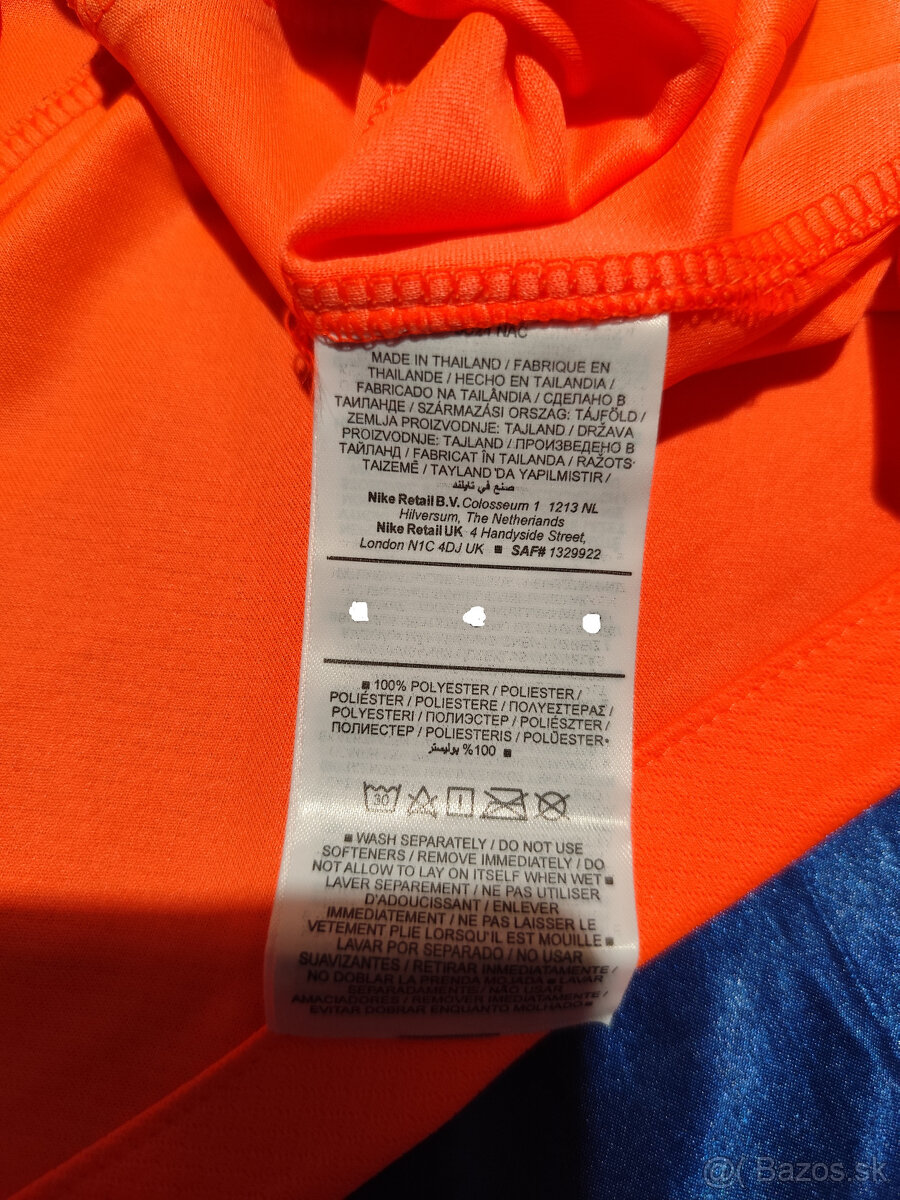 MADE IN THAILAND / FABRIQUE EN
THAILANDE / HECHO EN TAILANDIA /
FABRICADO NA TAILÂNDIA / СДЕЛАНО В
ТАИЛАНДЕ / SZÁRMAZÁSI ORSZAG: TÁJFÖLD /
ZEMLJA PROIZVODNJE: TAJLAND / DRŽAVA
PROIZVODNJE: TAJLAND / ПРОИЗВЕДЕНО В
ТАЙЛАНД / FABRICAT ÎN TAILANDA / RAŽOTS
TAIZEMĒ / TAYLAND'DA YAPILMISTIR /
صنع في تايلند
Nike Retail B.V. Colosseum 1 1213 NL
Hilversum, The Netherlands
Nike Retail UK 4 Handyside Street,
London N1C 4DJ UK ■ SAF# 1329922
■ 100% POLYESTER / POLIESTER /
POLIÉSTER / POLIESTERE / ΠΟΛΥΕΣΤΕΡΑΣ /
POLYESTERI / ПОЛИЭСТЕР / POLIÉSZTER /
ПОЛИЕСТЕР / POLIESTERIS / POLÜESTER
100% بوليستر ■
30
■ WASH SEPARATELY / DO NOT USE
SOFTENERS / REMOVE IMMEDIATELY / DO
NOT ALLOW TO LAY ON ITSELF WHEN WET ■
LAVER SEPAREMENT / NE PAS UTILISER
D'ADOUCISSANT / ENLEVER
IMMEDIATEMENT / NE PAS LAISSER LE
VETEMENT PLIE LORSQU'IL EST MOUILLE ■
LAVAR POR SEPARADO / NO USAR
SUAVIZANTES / RETIRAR INMEDIATAMENTE /
NO DOBLAR LA PRENDA MOJADA ■ LAVAR
SEPARADAMENTE / NÃO USAR
AMACIADORES / REMOVER IMEDIATAMENTE /
EVITAR DOBRAR ENQUANTO MOLHADO ■
@( Bazos.sk